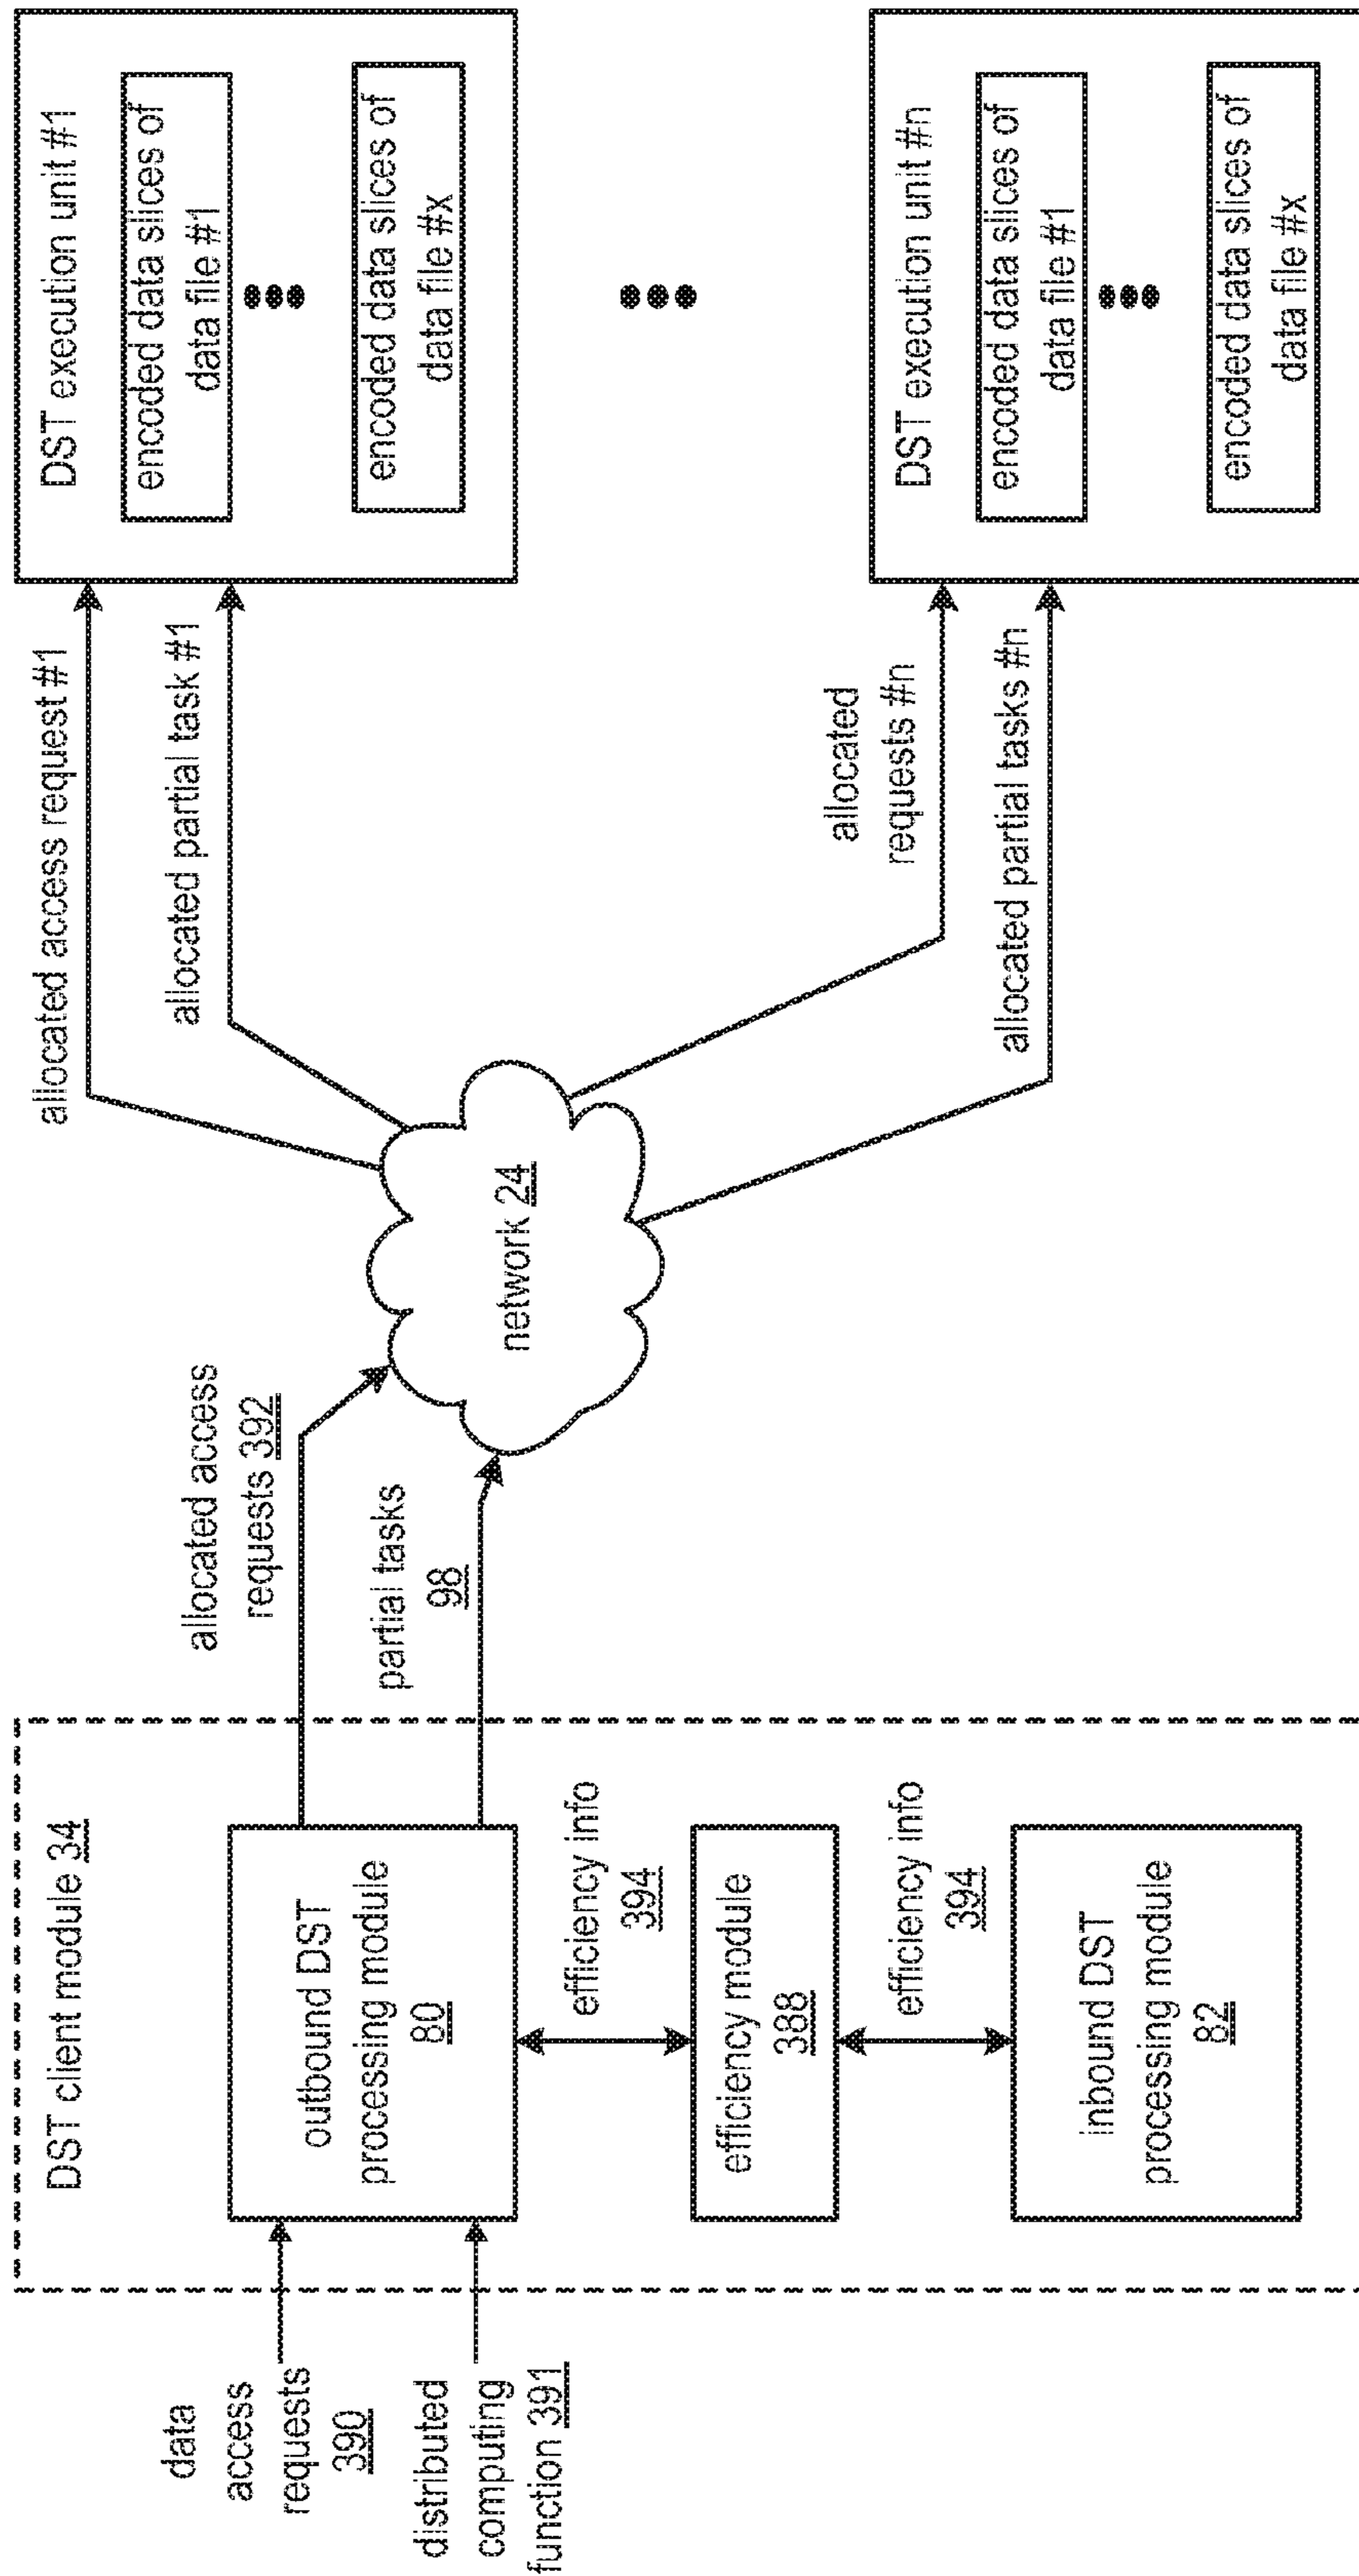 data
access
requests
390
distributed
computing
function 391
DST client module 34
outbound DST
processing module
80
efficiency info
394
efficiency module
388
efficiency info
394
inbound DST
processing module
82
allocated access
requests 392
partial tasks
98
network 24
allocated access request #1
allocated partial task #1
allocated
requests #n
allocated partial tasks #n
DST execution unit #1
encoded data slices of
data file #1
encoded data slices of
data file #x
DST execution unit #n
encoded data slices of
data file #1
encoded data slices of
data file #x